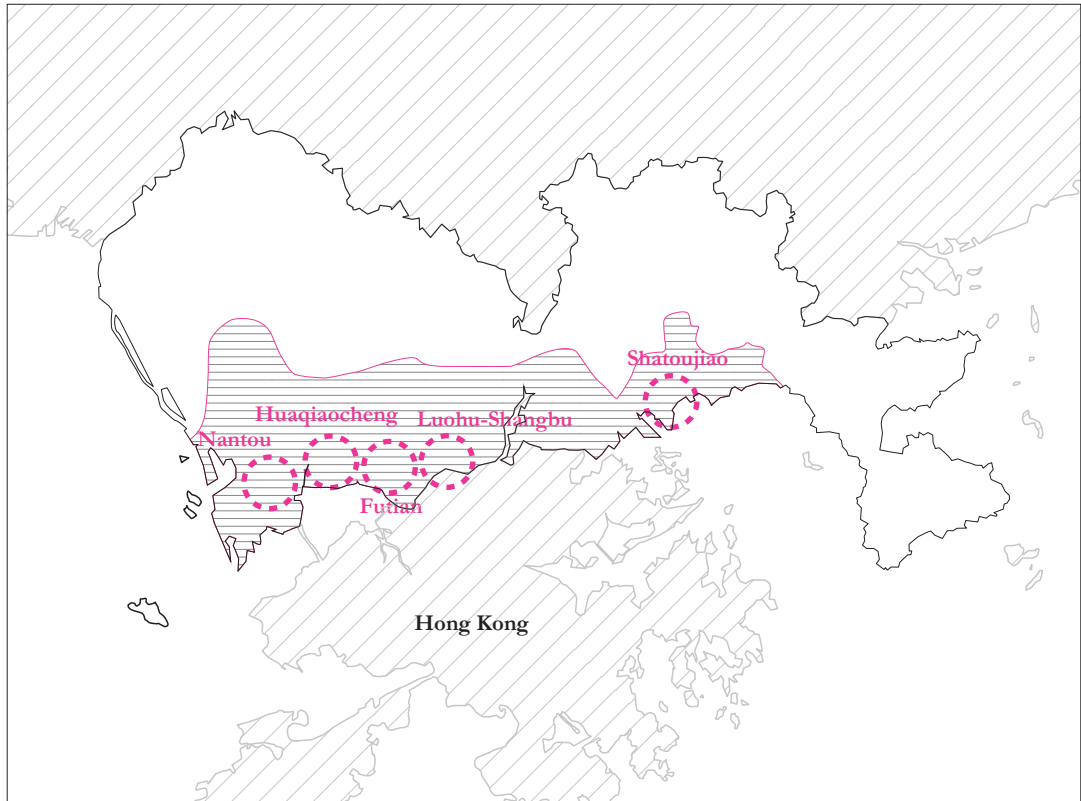 Shatoujiao
Huaqiaocheng
Luohu-Shangbu
Nantou
Futian
Hong Kong